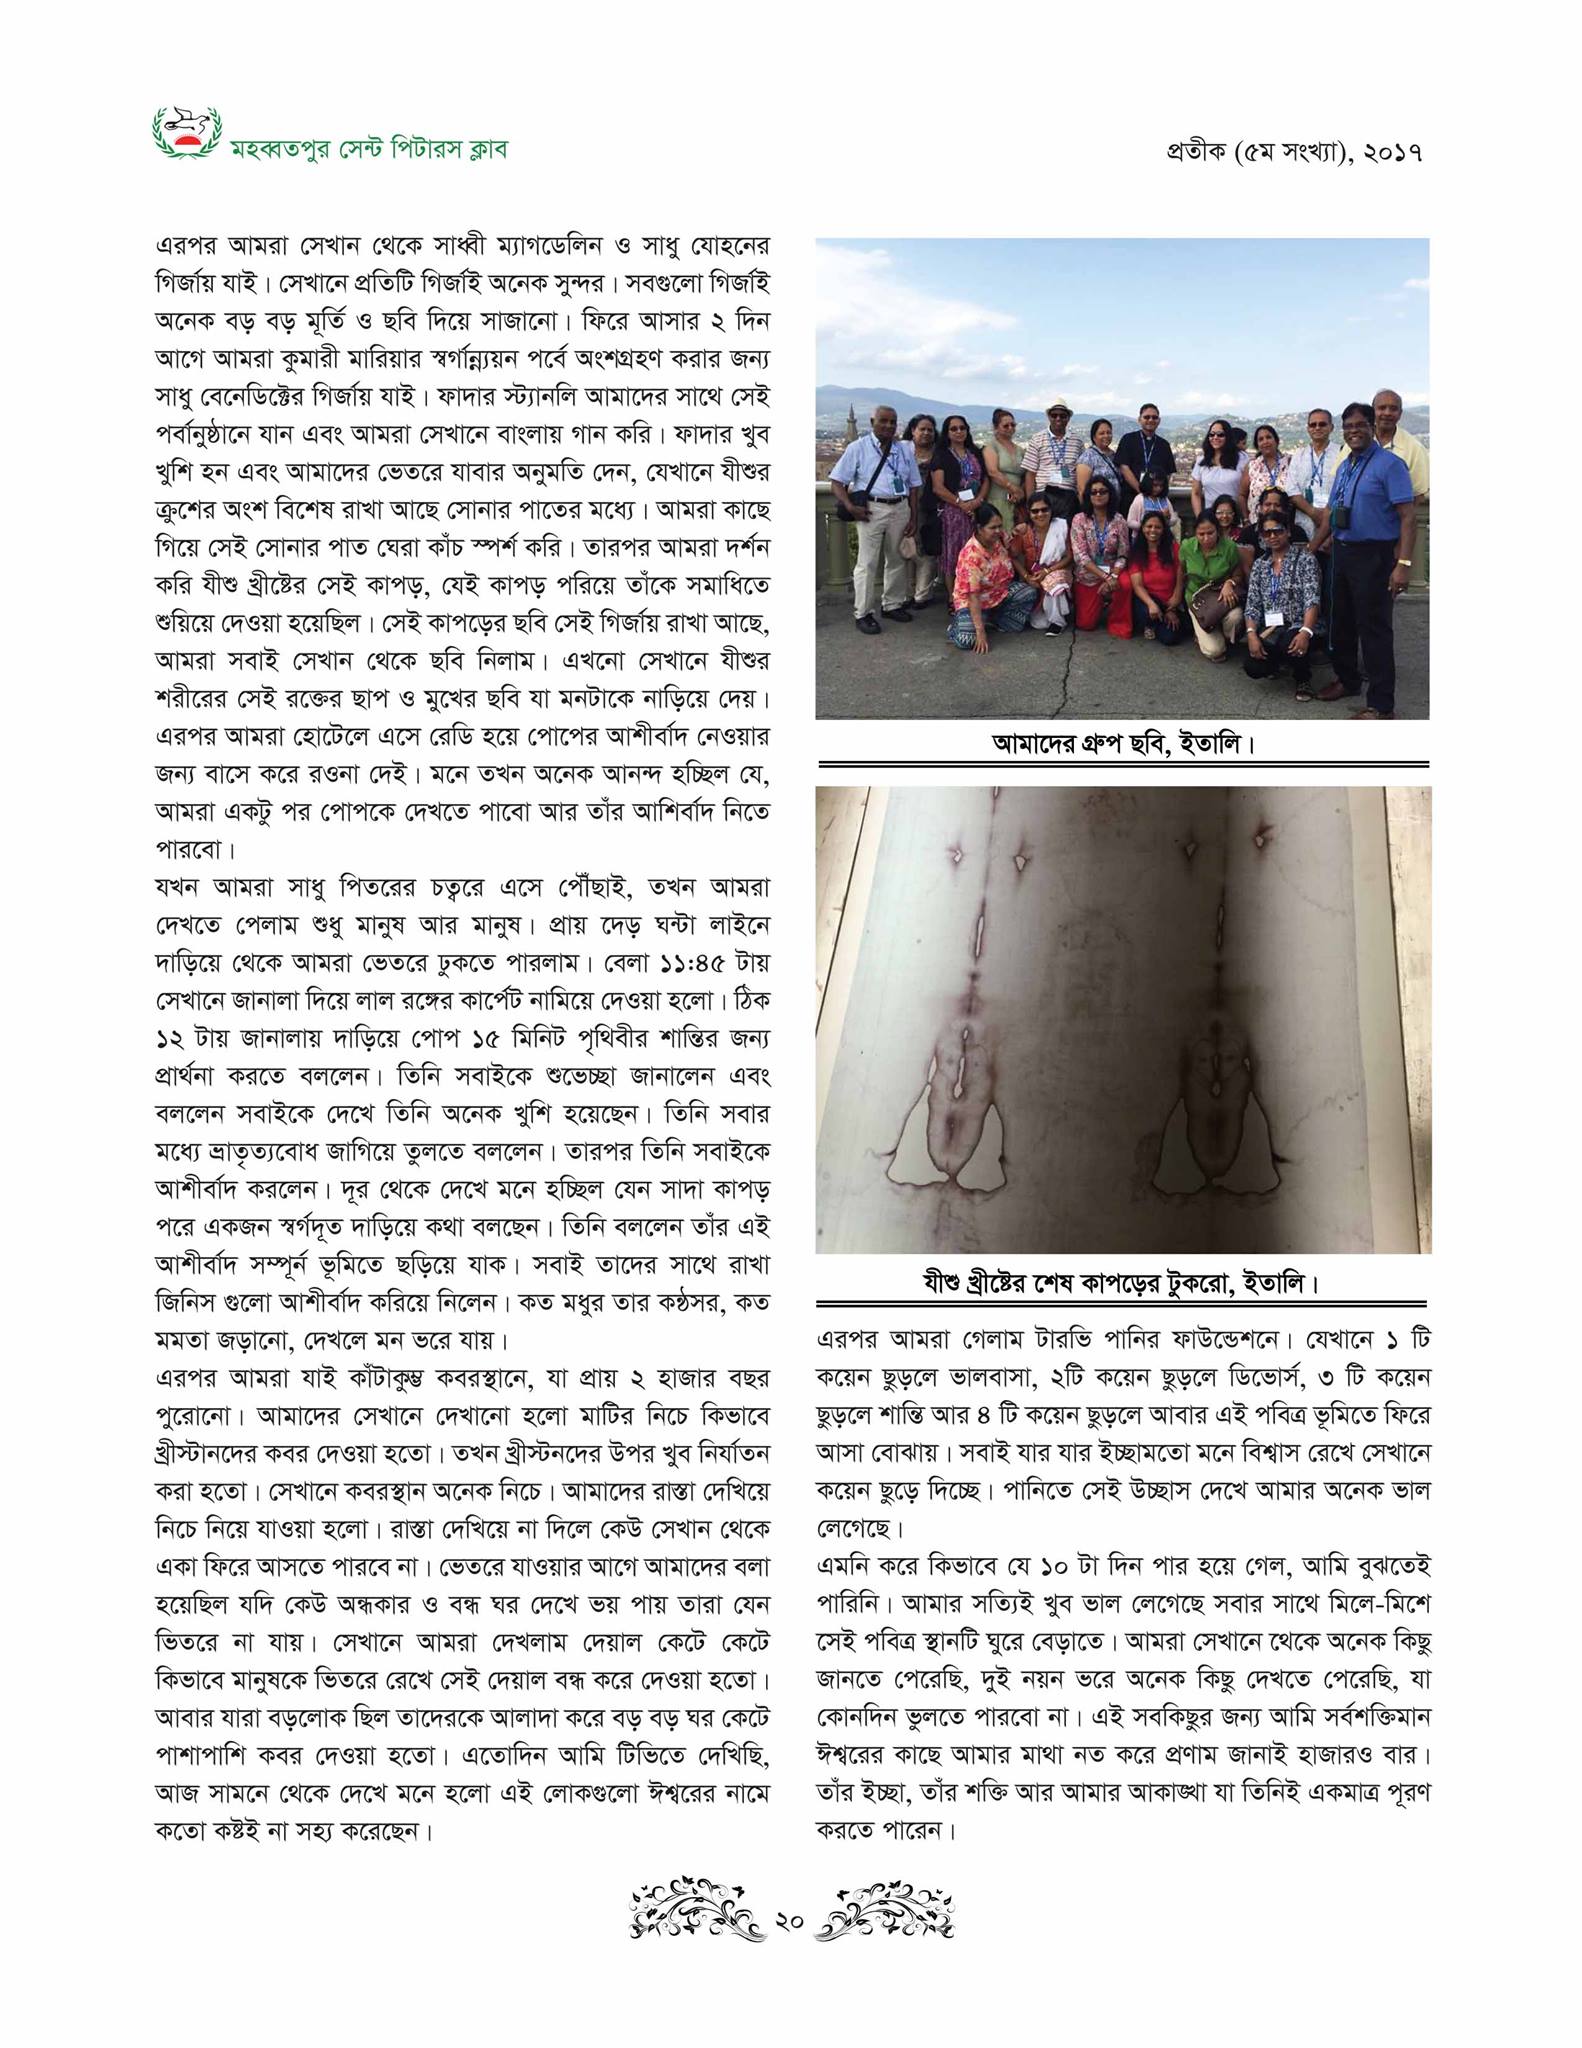 মহব্বতপুর সেন্ট পিটারস ক্লাব
প্রতীক (৫ম সংখ্যা), ২০১৭
এরপর আমরা সেখান থেকে সাধ্বী ম্যাগডেলিন ও সাধু যোহনের
গির্জায় যাই। সেখানে প্রতিটি গির্জাই অনেক সুন্দর। সবগুলো গির্জাই
অনেক বড় বড় মূর্তি ও ছবি দিয়ে সাজানো। ফিরে আসার ২ দিন
আগে আমরা কুমারী মারিয়ার স্বর্গান্ন্যয়ন পর্বে অংশগ্রহণ করার জন্য
সাধু বেনেডিক্টের গির্জায় যাই। ফাদার স্ট্যানলি আমাদের সাথে সেই
পর্বানুষ্ঠানে যান এবং আমরা সেখানে বাংলায় গান করি। ফাদার খুব
খুশি হন এবং আমাদের ভেতরে যাবার অনুমতি দেন, যেখানে যীশুর
ক্রুশের অংশ বিশেষ রাখা আছে সোনার পাতের মধ্যে। আমরা কাছে
গিয়ে সেই সোনার পাত ঘেরা কাঁচ স্পর্শ করি। তারপর আমরা দর্শন
করি যীশু খ্রীষ্টের সেই কাপড়, যেই কাপড় পরিয়ে তাঁকে সমাধিতে
শুয়িয়ে দেওয়া হয়েছিল। সেই কাপড়ের ছবি সেই গির্জায় রাখা আছে,
আমরা সবাই সেখান থেকে ছবি নিলাম। এখনো সেখানে যীশুর
শরীরের সেই রক্তের ছাপ ও মুখের ছবি যা মনটাকে নাড়িয়ে দেয়।
এরপর আমরা হোটেলে এসে রেডি হয়ে পোপের আশীর্বাদ নেওয়ার
জন্য বাসে করে রওনা দেই। মনে তখন অনেক আনন্দ হচ্ছিল যে,
আমরা একটু পর পোপকে দেখতে পাবো আর তাঁর আশির্বাদ নিতে
পারবো।
যখন আমরা সাধু পিতরের চত্বরে এসে পৌঁছাই, তখন আমরা
দেখতে পেলাম শুধু মানুষ আর মানুষ। প্রায় দেড় ঘন্টা লাইনে
দাড়িয়ে থেকে আমরা ভেতরে ঢুকতে পারলাম। বেলা ১১:৪৫ টায়
সেখানে জানালা দিয়ে লাল রঙ্গের কার্পেট নামিয়ে দেওয়া হলো। ঠিক
১২ টায় জানালায় দাড়িয়ে পোপ ১৫ মিনিট পৃথিবীর শান্তির জন্য
প্রার্থনা করতে বললেন। তিনি সবাইকে শুভেচ্ছা জানালেন এবং
বললেন সবাইকে দেখে তিনি অনেক খুশি হয়েছেন। তিনি সবার
মধ্যে ভ্রাতৃত্যবোধ জাগিয়ে তুলতে বললেন। তারপর তিনি সবাইকে
আশীর্বাদ করলেন। দূর থেকে দেখে মনে হচ্ছিল যেন সাদা কাপড়
পরে একজন স্বর্গদূত দাড়িয়ে কথা বলছেন। তিনি বললেন তাঁর এই
আশীর্বাদ সম্পূর্ন ভূমিতে ছড়িয়ে যাক। সবাই তাদের সাথে রাখা
জিনিস গুলো আশীর্বাদ করিয়ে নিলেন। কত মধুর তার কন্ঠসর, কত
মমতা জড়ানো, দেখলে মন ভরে যায়।
এরপর আমরা যাই কাঁটাকুম্ভ কবরস্থানে, যা প্রায় ২ হাজার বছর
পুরোনো। আমাদের সেখানে দেখানো হলো মাটির নিচে কিভাবে
খ্রীস্টানদের কবর দেওয়া হতো। তখন খ্রীস্টনদের উপর খুব নির্যাতন
করা হতো। সেখানে কবরস্থান অনেক নিচে। আমাদের রাস্তা দেখিয়ে
নিচে নিয়ে যাওয়া হলো। রাস্তা দেখিয়ে না দিলে কেউ সেখান থেকে
একা ফিরে আসতে পারবে না। ভেতরে যাওয়ার আগে আমাদের বলা
হয়েছিল যদি কেউ অন্ধকার ও বন্ধ ঘর দেখে ভয় পায় তারা যেন
ভিতরে না যায়। সেখানে আমরা দেখলাম দেয়াল কেটে কেটে
কিভাবে মানুষকে ভিতরে রেখে সেই দেয়াল বন্ধ করে দেওয়া হতো।
আবার যারা বড়লোক ছিল তাদেরকে আলাদা করে বড় বড় ঘর কেটে
পাশাপাশি কবর দেওয়া হতো। এতোদিন আমি টিভিতে দেখিছি,
আজ সামনে থেকে দেখে মনে হলো এই লোকগুলো ঈশ্বরের নামে
কতো কষ্টই না সহ্য করেছেন।
আমাদের গ্রুপ ছবি, ইতালি।
যীশু খ্রীষ্টের শেষ কাপড়ের টুকরো, ইতালি।
এরপর আমরা গেলাম টারভি পানির ফাউন্ডেশনে। যেখানে ১ টি
কয়েন ছুড়লে ভালবাসা, ২টি কয়েন ছুড়লে ডিভোর্স, ৩ টি কয়েন
ছুড়লে শান্তি আর ৪ টি কয়েন ছুড়লে আবার এই পবিত্র ভূমিতে ফিরে
আসা বোঝায়। সবাই যার যার ইচ্ছামতো মনে বিশ্বাস রেখে সেখানে
কয়েন ছুড়ে দিচ্ছে। পানিতে সেই উচ্ছাস দেখে আমার অনেক ভাল
লেগেছে।
এমনি করে কিভাবে যে ১০ টা দিন পার হয়ে গেল, আমি বুঝতেই
পারিনি। আমার সত্যিই খুব ভাল লেগেছে সবার সাথে মিলে-মিশে
সেই পবিত্র স্থানটি ঘুরে বেড়াতে। আমরা সেখানে থেকে অনেক কিছু
জানতে পেরেছি, দুই নয়ন ভরে অনেক কিছু দেখতে পেরেছি, যা
কোনদিন ভুলতে পারবো না। এই সবকিছুর জন্য আমি সর্বশক্তিমান
ঈশ্বরের কাছে আমার মাথা নত করে প্রণাম জানাই হাজারও বার।
তাঁর ইচ্ছা, তাঁর শক্তি আর আমার আকাঙ্খা যা তিনিই একমাত্র পূরণ
করতে পারেন।
২০